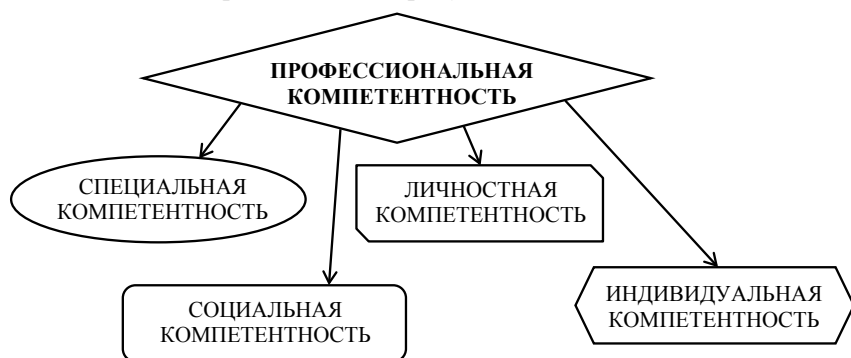 ПРОФЕССИОНАЛЬНАЯ
КОМПЕТЕНТНОСТЬ
СПЕЦИАЛЬНАЯ
КОМПЕТЕНТНОСТЬ
ЛИЧНОСТНАЯ
КОМПЕТЕНТНОСТЬ
СОЦИАЛЬНАЯ
КОМПЕТЕНТНОСТЬ
ИНДИВИДУАЛЬНАЯ
КОМПЕТЕНТНОСТЬ